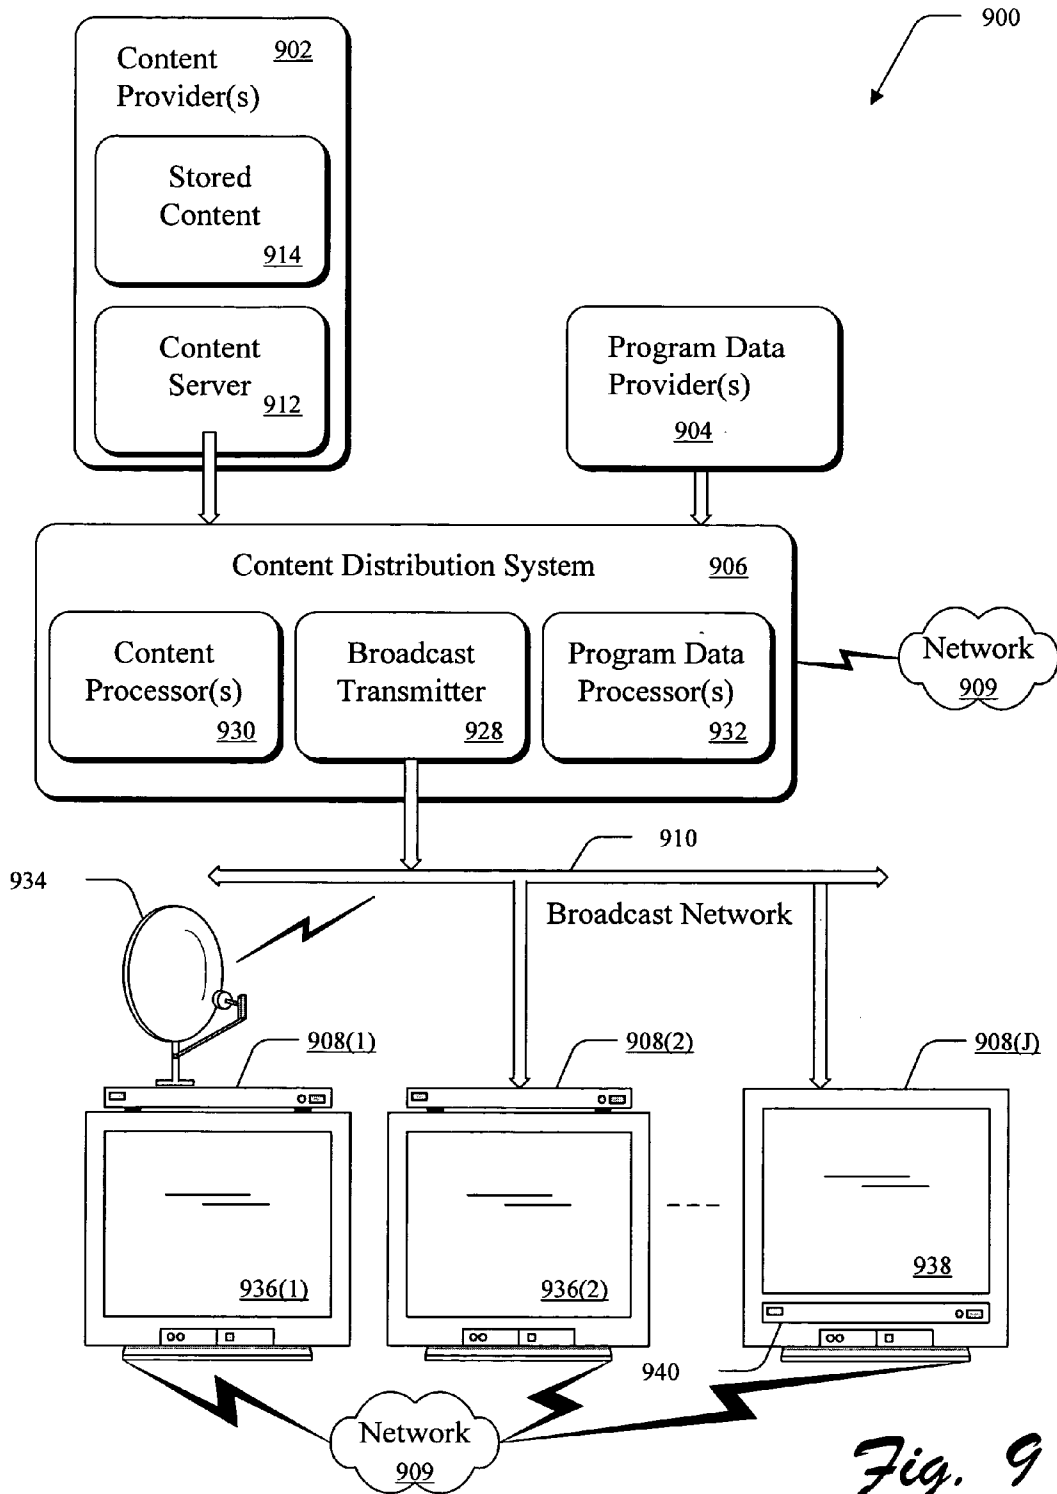 900
902
Content
Provider(s)
Stored
Content
914
Content
Server
912
Program Data
Provider(s)
904
Content Distribution System
906
Content
Processor(s)
930
Broadcast
Transmitter
928
Program Data
Processor(s)
932
Network
909
910
934
Broadcast Network
908(1)
908(2)
908(J)
936(1)
936(2)
938
940
Network
909
Fig. 9